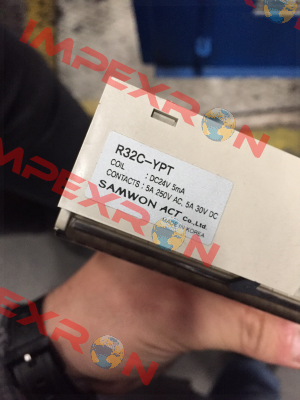 IMPEXRON
R32C-YPT
COIL : DC24V 5mA
CONTACTS : 5A 250V AC, 5A 30V DC
SAMWON ACT Co., Ltd.
MADE IN KOREA
IMPEXRON
IMPEXRON